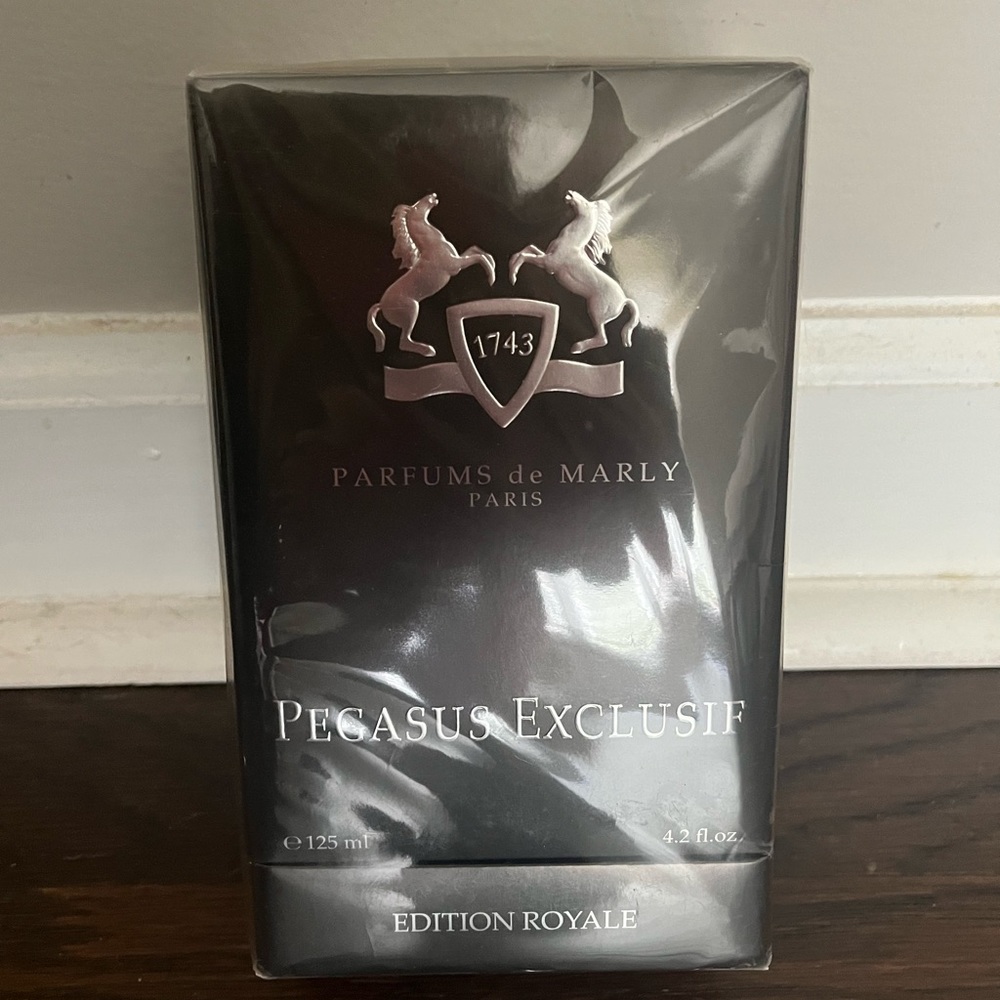 1743
PARFUMS de MARLY
PARIS
PEGASUS EXCLUSIF
℮ 125 ml 4.2 fl.oz
EDITION ROYALE